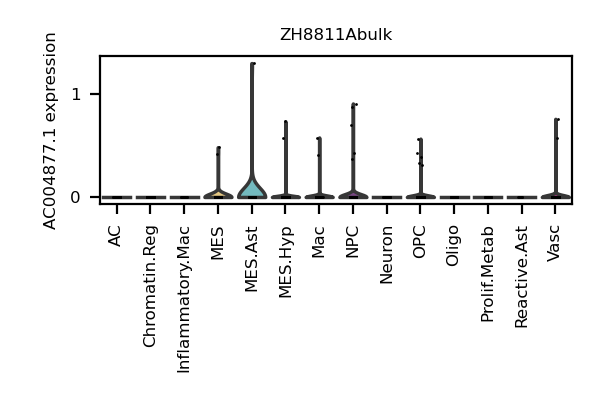 ZH8811Abulk
AC004877.1 expression
1
0
AC
Chromatin.Reg
Inflammatory.Mac
MES
MES.Ast
MES.Hyp
Mac
NPC
Neuron
OPC
Oligo
Prolif.Metab
Reactive.Ast
Vasc